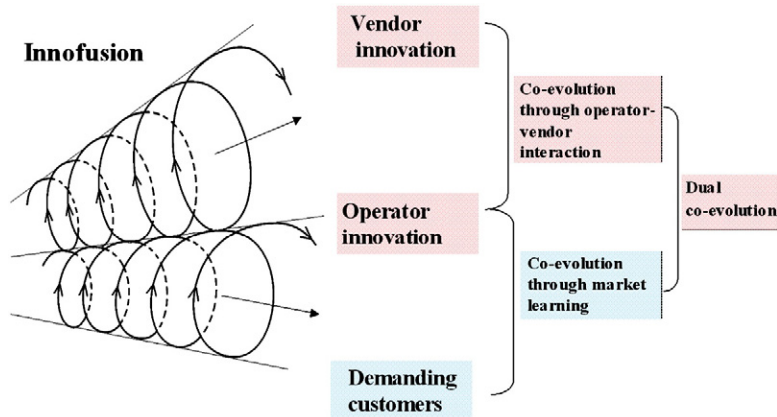 Innofusion
Vendor
innovation
Co-evolution
through operator-
vendor
interaction
Dual
co-evolution
Operator
innovation
Co-evolution
through market
learning
Demanding
customers